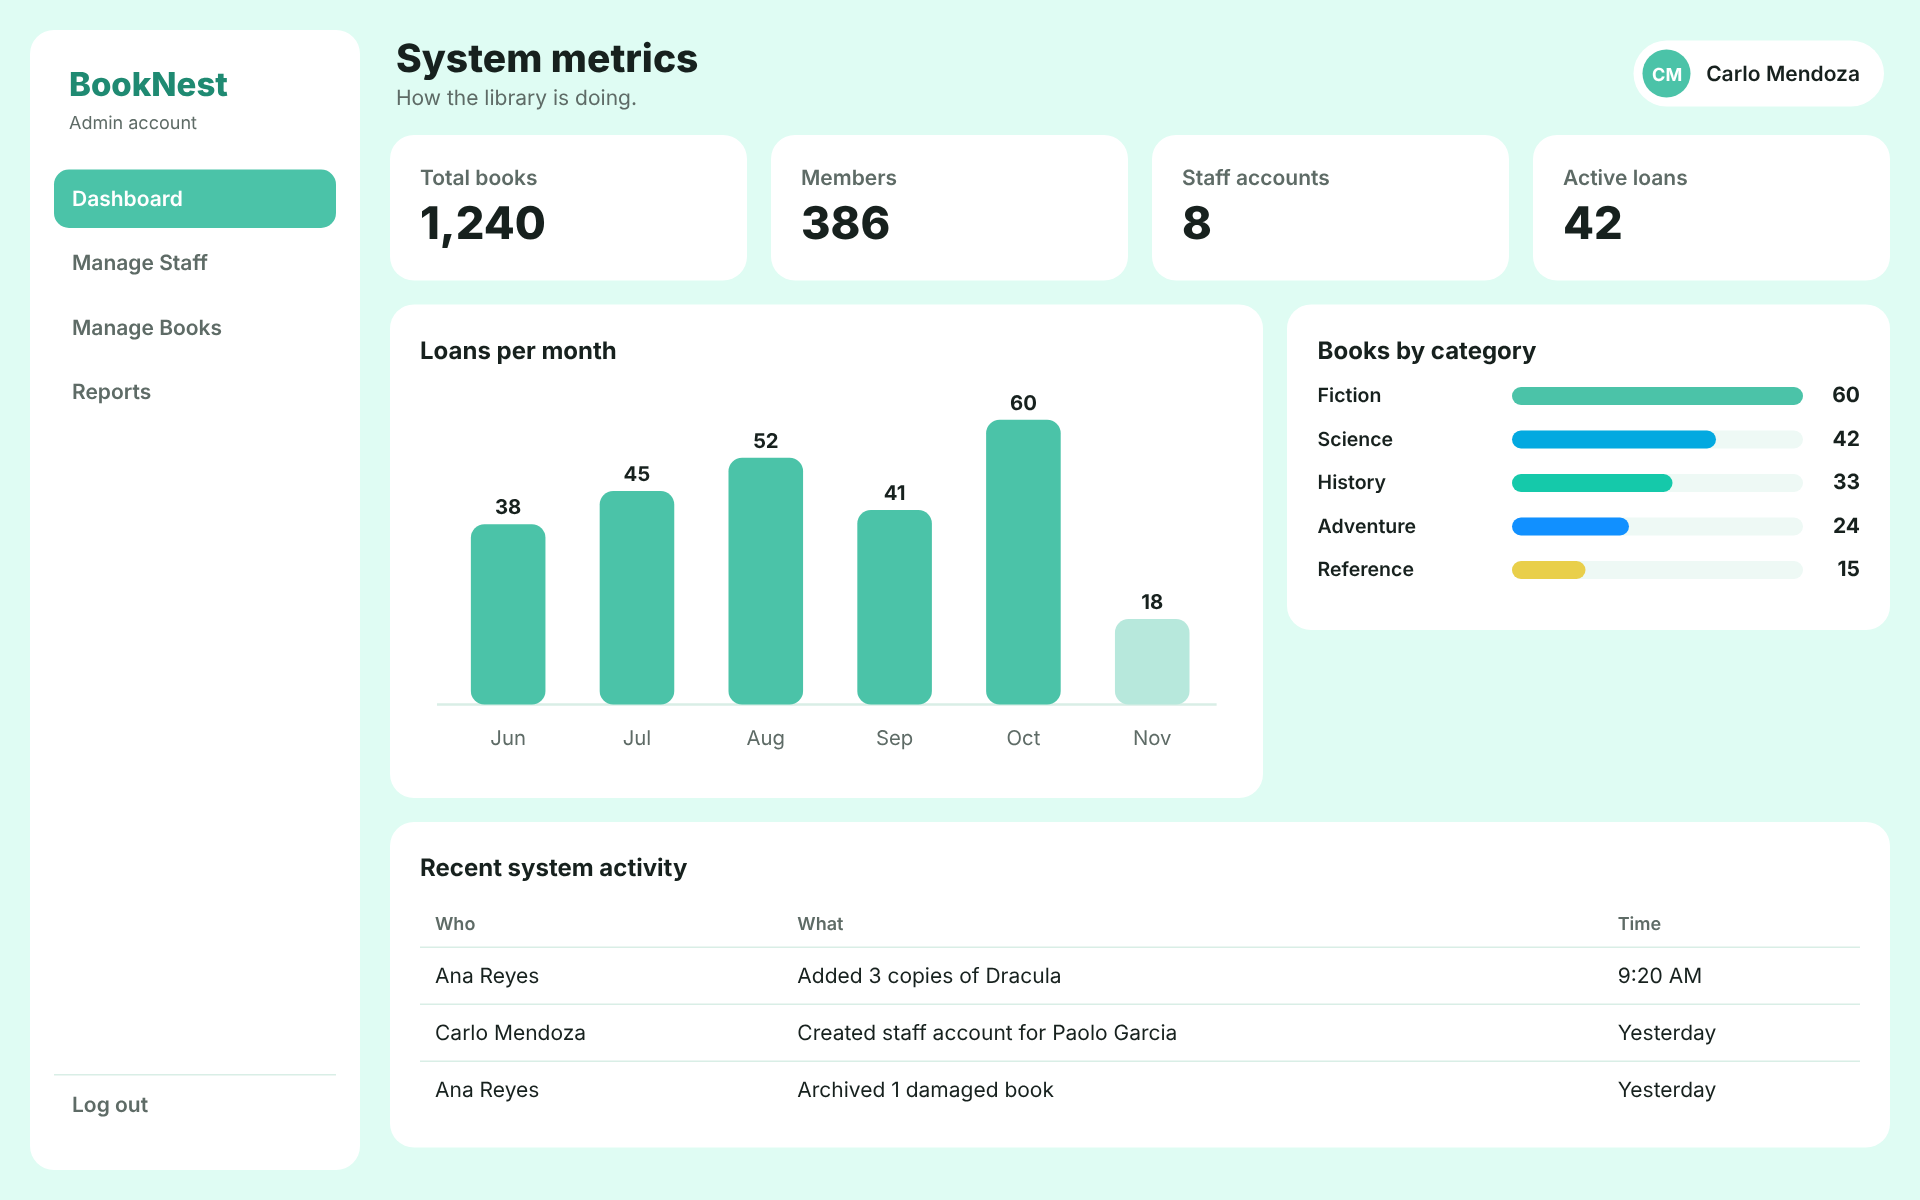 BookNest
Admin account
Dashboard
Manage Staff
Manage Books
Reports
Log out
System metrics
How the library is doing.
CM Carlo Mendoza
Total books
1,240
Members
386
Staff accounts
8
Active loans
42
Loans per month
38 45 52 41 60 18
Jun Jul Aug Sep Oct Nov
Books by category
Fiction 60
Science 42
History 33
Adventure 24
Reference 15
Recent system activity
Who What Time
Ana Reyes Added 3 copies of Dracula 9:20 AM
Carlo Mendoza Created staff account for Paolo Garcia Yesterday
Ana Reyes Archived 1 damaged book Yesterday